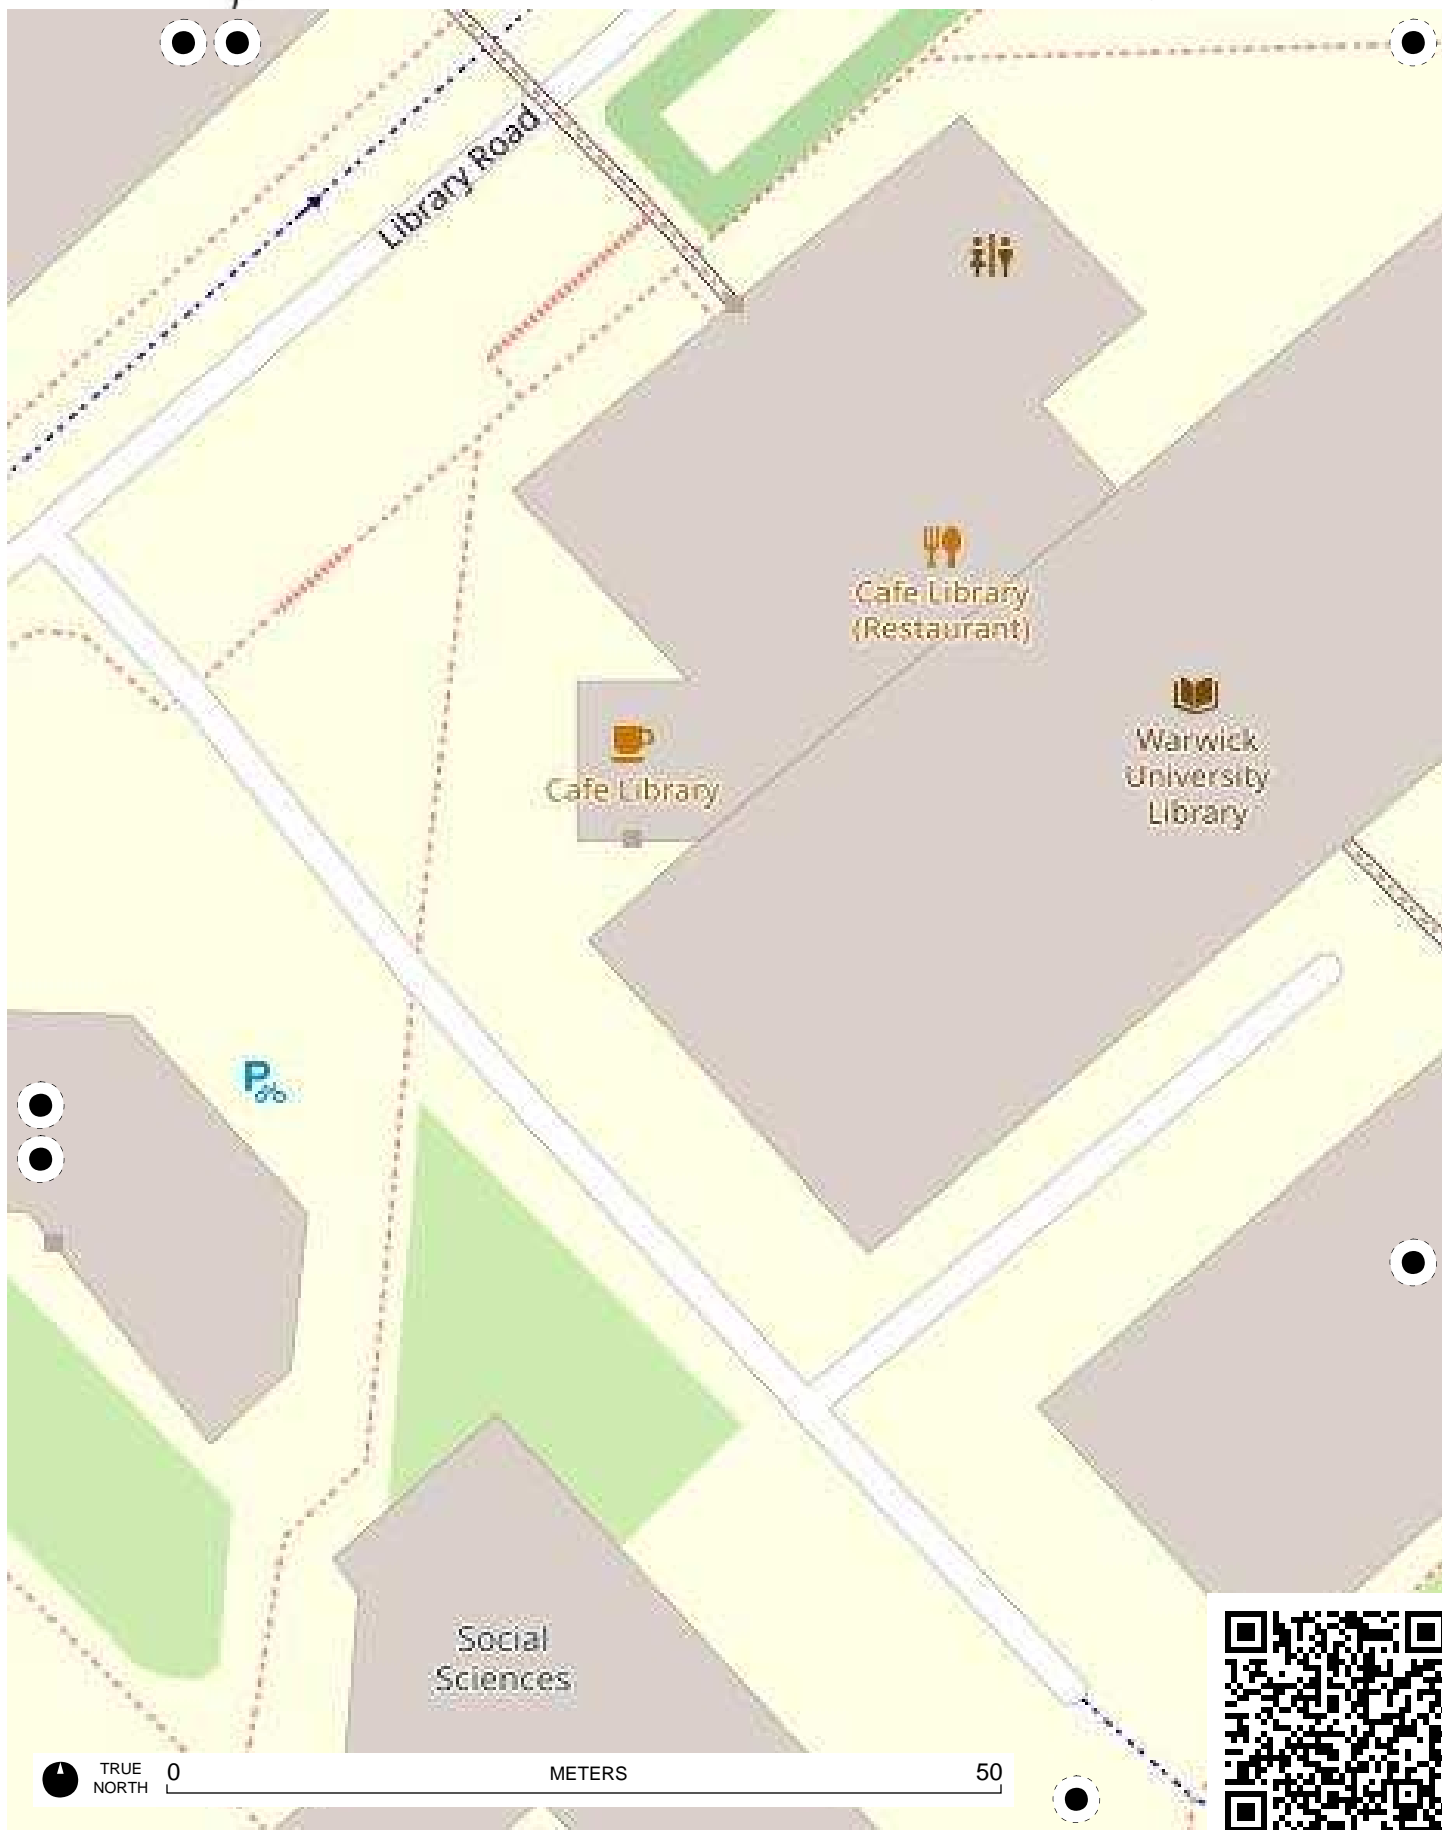 Library Road
Cafe Library
(Restaurant)
Warwick
University
Library
Cafe Library
P
Social
Sciences
TRUE
NORTH
0
METERS
50